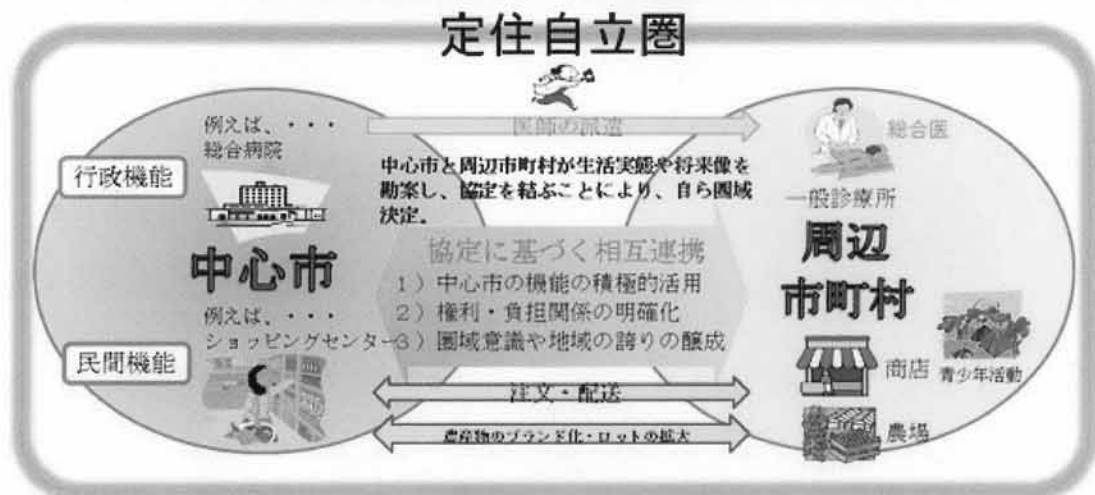 定住自立圏
例えば、・・・
総合病院
行政機能
中心市
例えば、・・・
ショッピングセンター
民間機能
医師の派遣
中心市と周辺市町村が生活実態や将来像を
勘案し、協定を結ぶことにより、自ら圏域
決定。
協定に基づく相互連携
1）中心市の機能の積極的活用
2）権利・負担関係の明確化
3）圏域意識や地域の誇りの醸成
注文・配送
農産物のブランド化・ロットの拡大
総合医
一般診療所
周辺
市町村
商店
青少年活動
農場